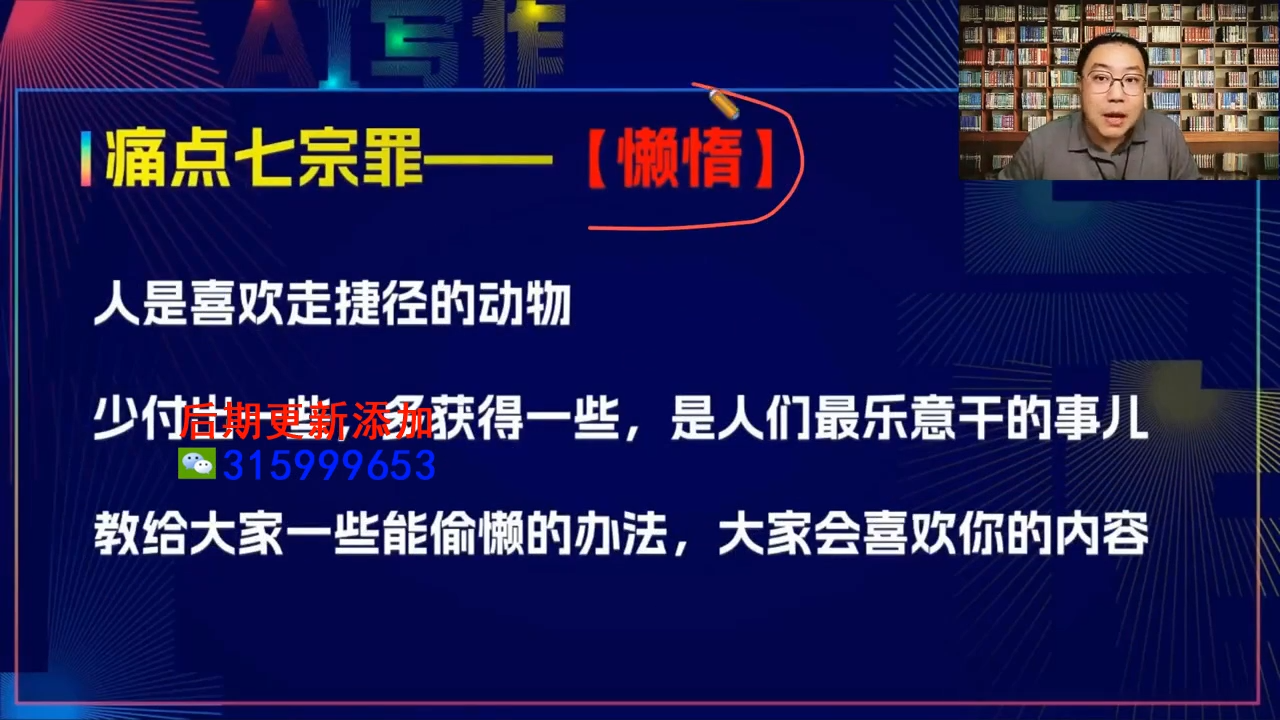 AI写作
痛点七宗罪——【懒惰】
人是喜欢走捷径的动物
少付出一些，多获得一些，是人们最乐意干的事儿
后期更新添加
315999653
教给大家一些能偷懒的办法，大家会喜欢你的内容